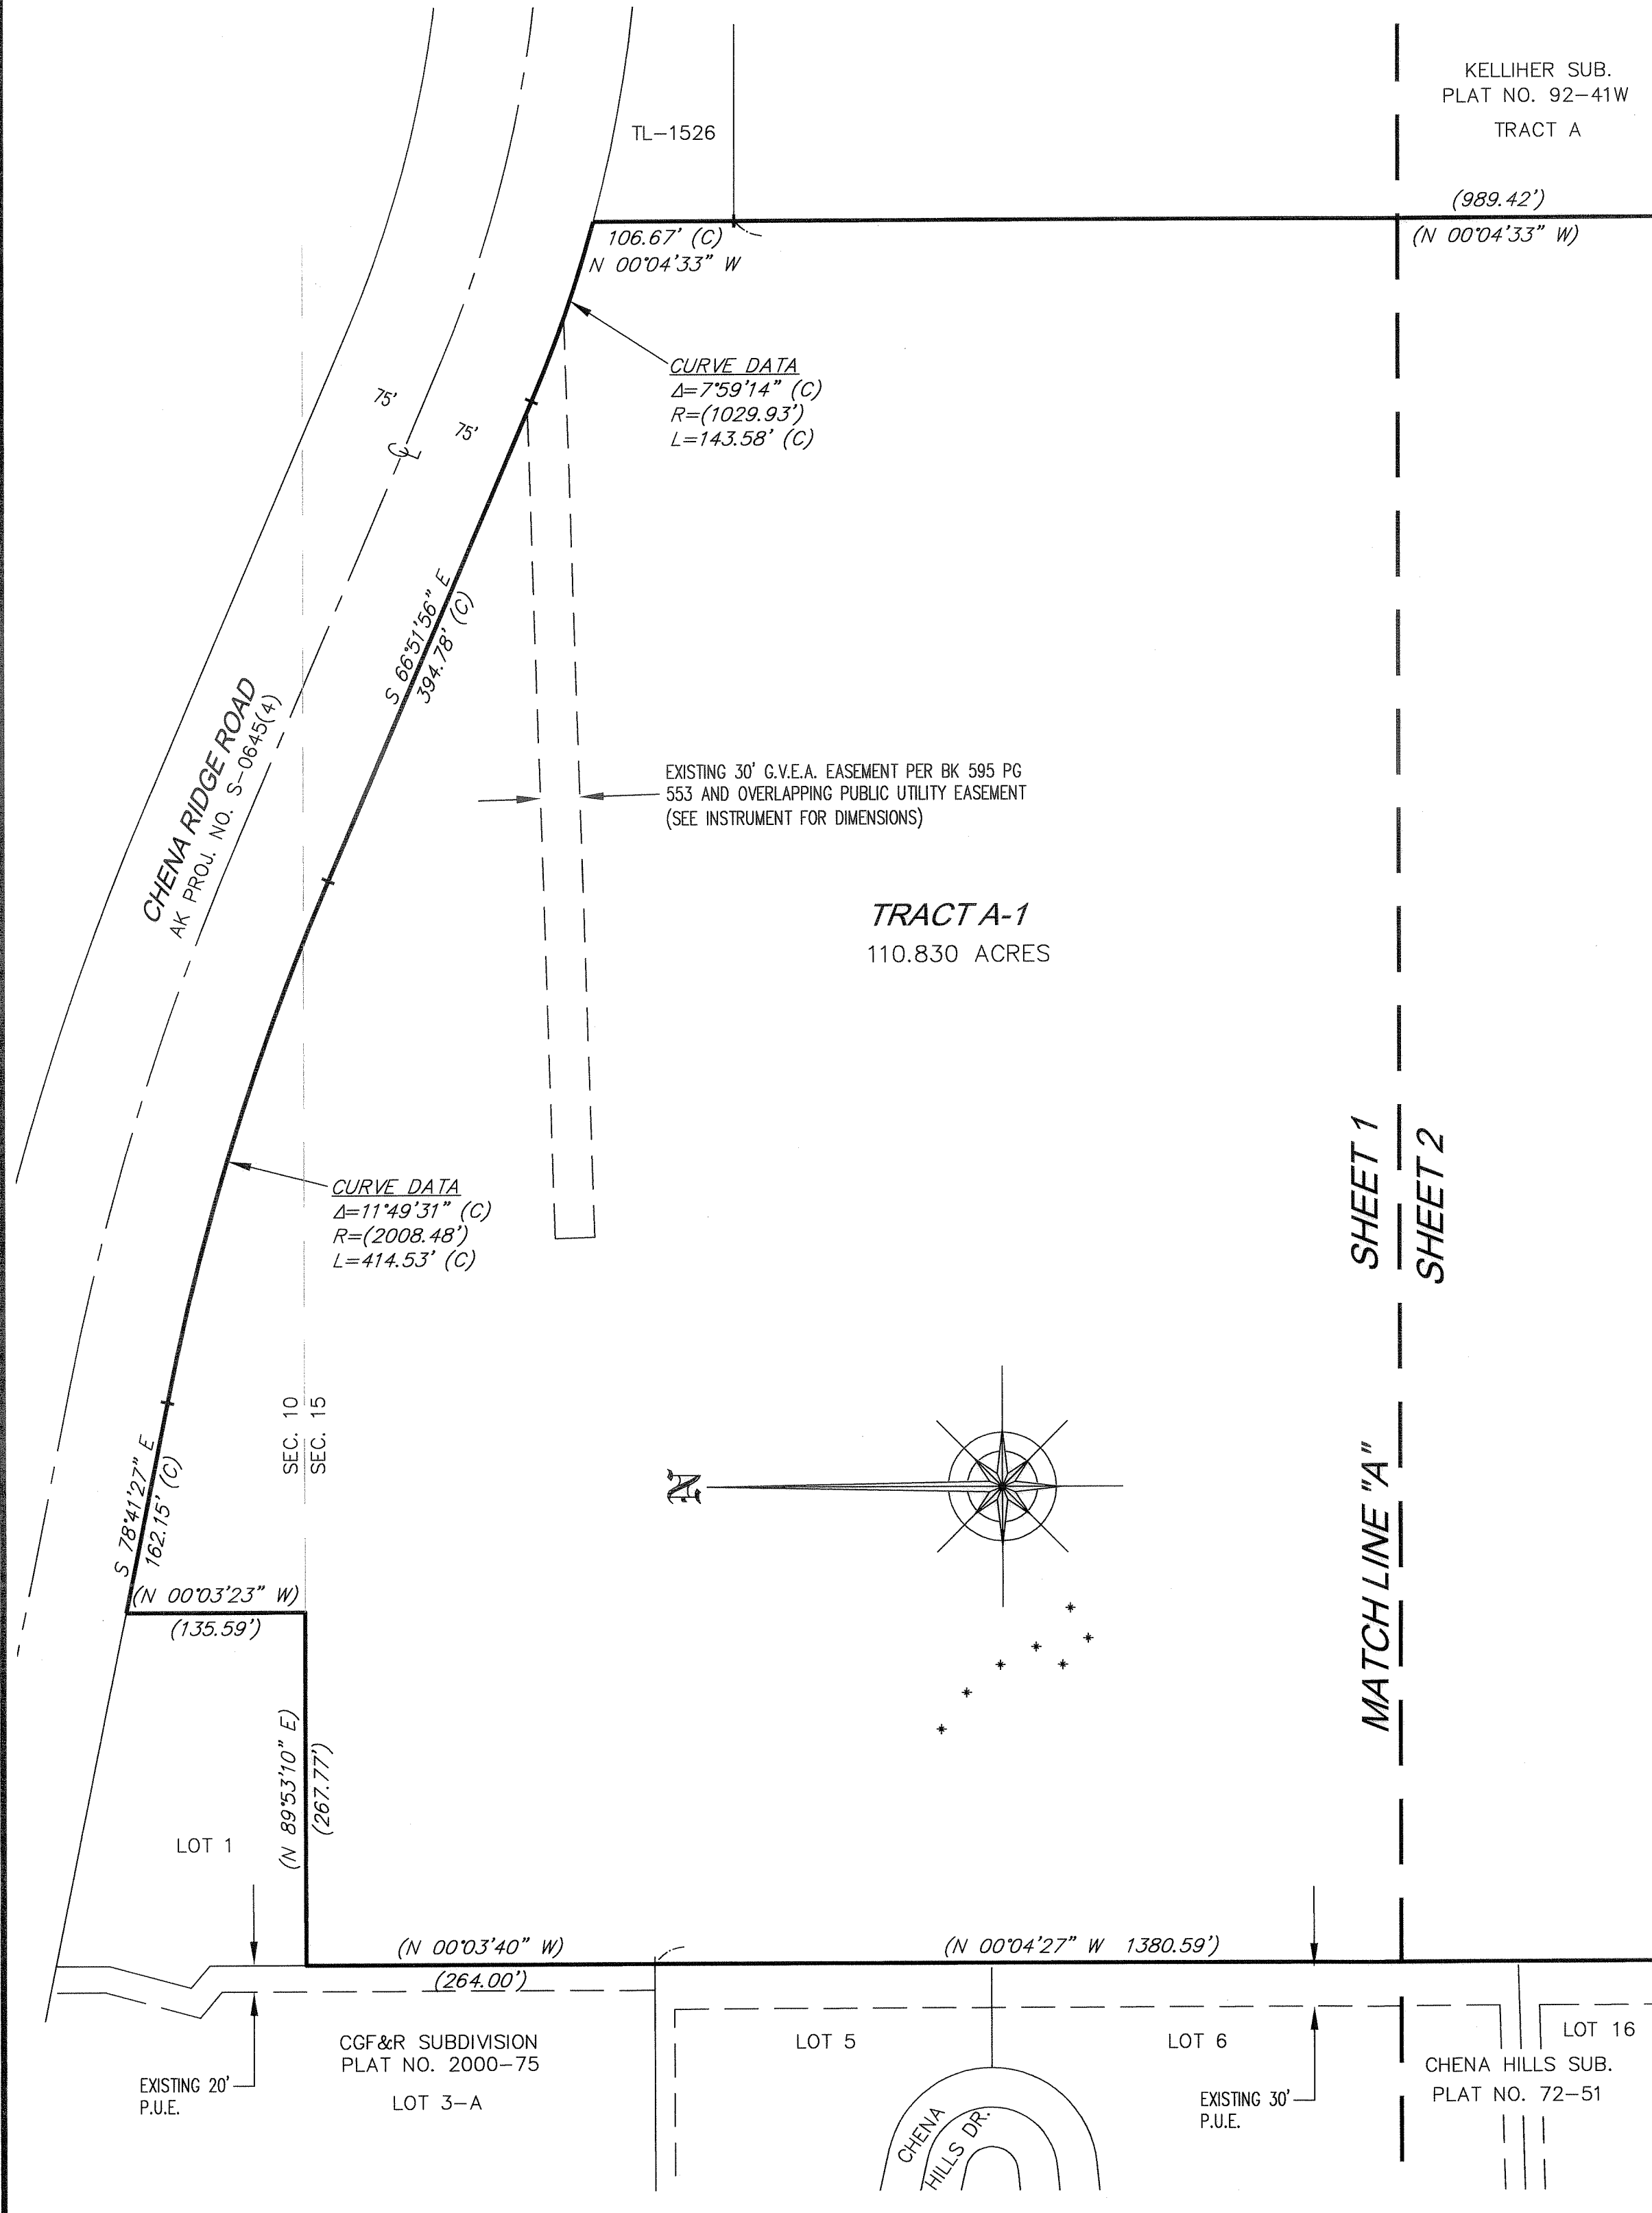 KELLIHER SUB.
PLAT NO. 92-41W
TRACT A
TL-1526
(989.42')
(N 00°04'33" W)
106.67' (C)
N 00°04'33" W
CURVE DATA
Δ=7°59'14" (C)
R=(1029.93')
L=143.58' (C)
75'
75'
℄
S 66°51'56" E
394.78' (C)
CHENA RIDGE ROAD
AK PROJ. NO. S-0645(4)
EXISTING 30' G.V.E.A. EASEMENT PER BK 595 PG
553 AND OVERLAPPING PUBLIC UTILITY EASEMENT
(SEE INSTRUMENT FOR DIMENSIONS)
TRACT A-1
110.830 ACRES
SHEET 1
SHEET 2
CURVE DATA
Δ=11°49'31" (C)
R=(2008.48')
L=414.53' (C)
SEC. 10
SEC. 15
N
MATCH LINE "A"
S 78°41'27" E
162.15' (C)
(N 00°03'23" W)
(135.59')
(N 89°53'10" E)
(267.77')
LOT 1
(N 00°03'40" W)
(264.00')
(N 00°04'27" W 1380.59')
CGF&R SUBDIVISION
PLAT NO. 2000-75
LOT 3-A
EXISTING 20'
P.U.E.
LOT 5
LOT 6
LOT 16
CHENA HILLS SUB.
PLAT NO. 72-51
EXISTING 30'
P.U.E.
CHENA
HILLS DR.